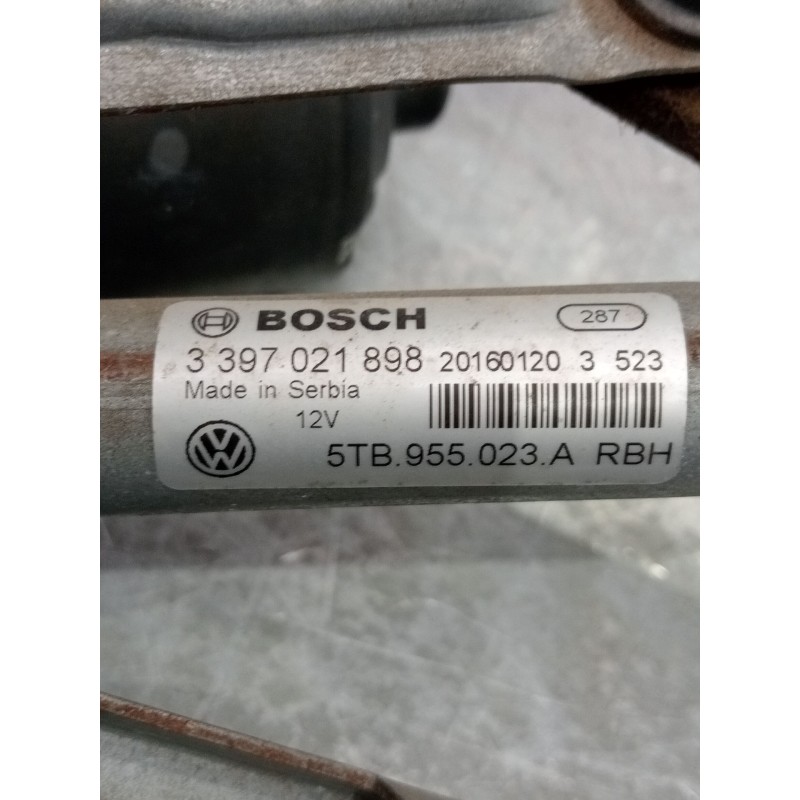 BOSCH 287
3 397 021 898 20160120 3 523
Made in Serbia
12V
5TB.955.023.A RBH